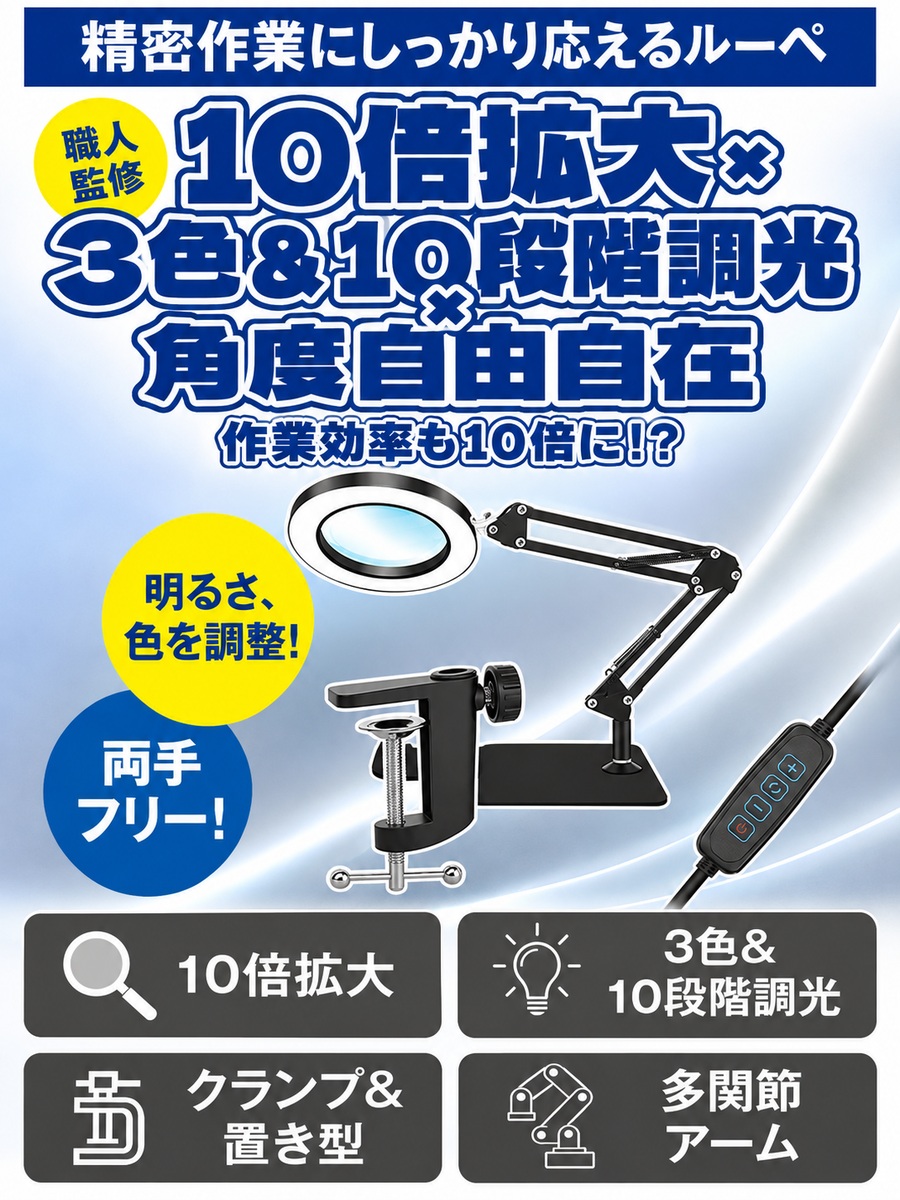 精密作業にしっかり応えるルーペ
職人
監修
10倍拡大×
3色&10段階調光
×
角度自由自在
作業効率も10倍に!?
明るさ、
色を調整!
両手
フリー!
10倍拡大
3色&
10段階調光
クランプ&
置き型
多関節
アーム